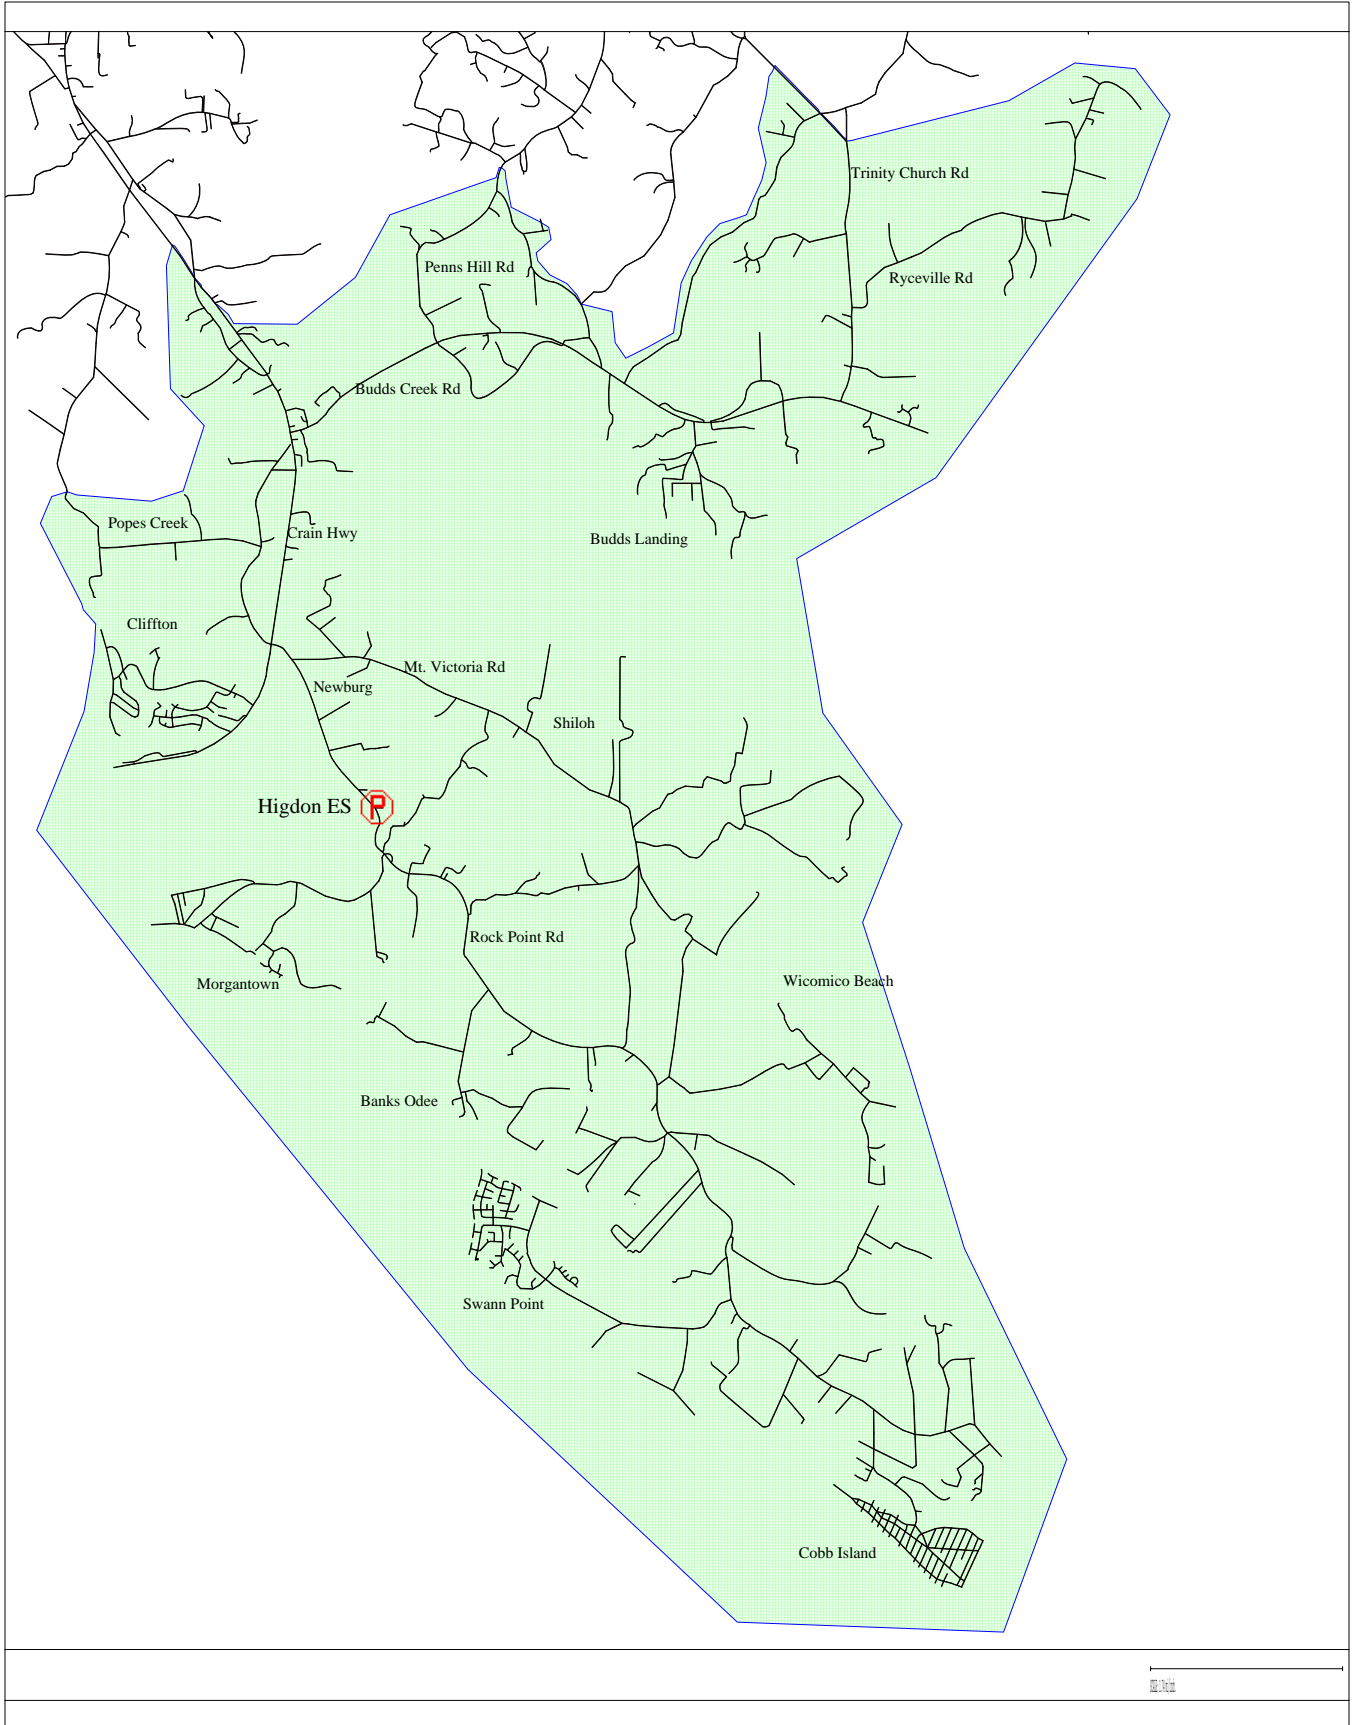 Trinity Church Rd
Penns Hill Rd
Ryceville Rd
Budds Creek Rd
Popes Creek
Crain Hwy
Budds Landing
Cliffton
Mt. Victoria Rd
Newburg
Shiloh
Higdon ES
P
Rock Point Rd
Morgantown
Wicomico Beach
Banks Odee
Swann Point
Cobb Island